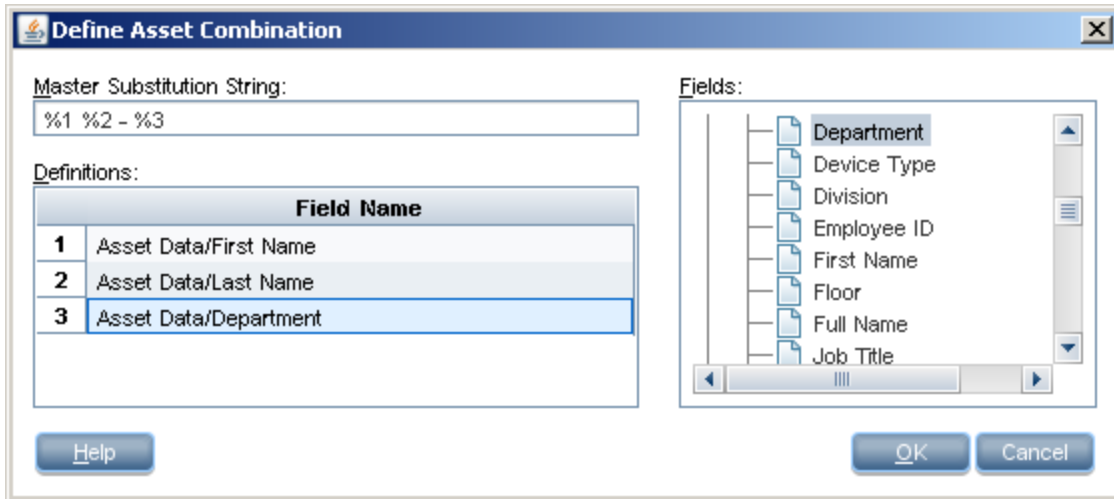 Define Asset Combination
Master Substitution String:
%1 %2 - %3
Definitions:
Field Name
1 Asset Data/First Name
2 Asset Data/Last Name
3 Asset Data/Department
Fields:
Department
Device Type
Division
Employee ID
First Name
Floor
Full Name
Job Title
Help
OK
Cancel